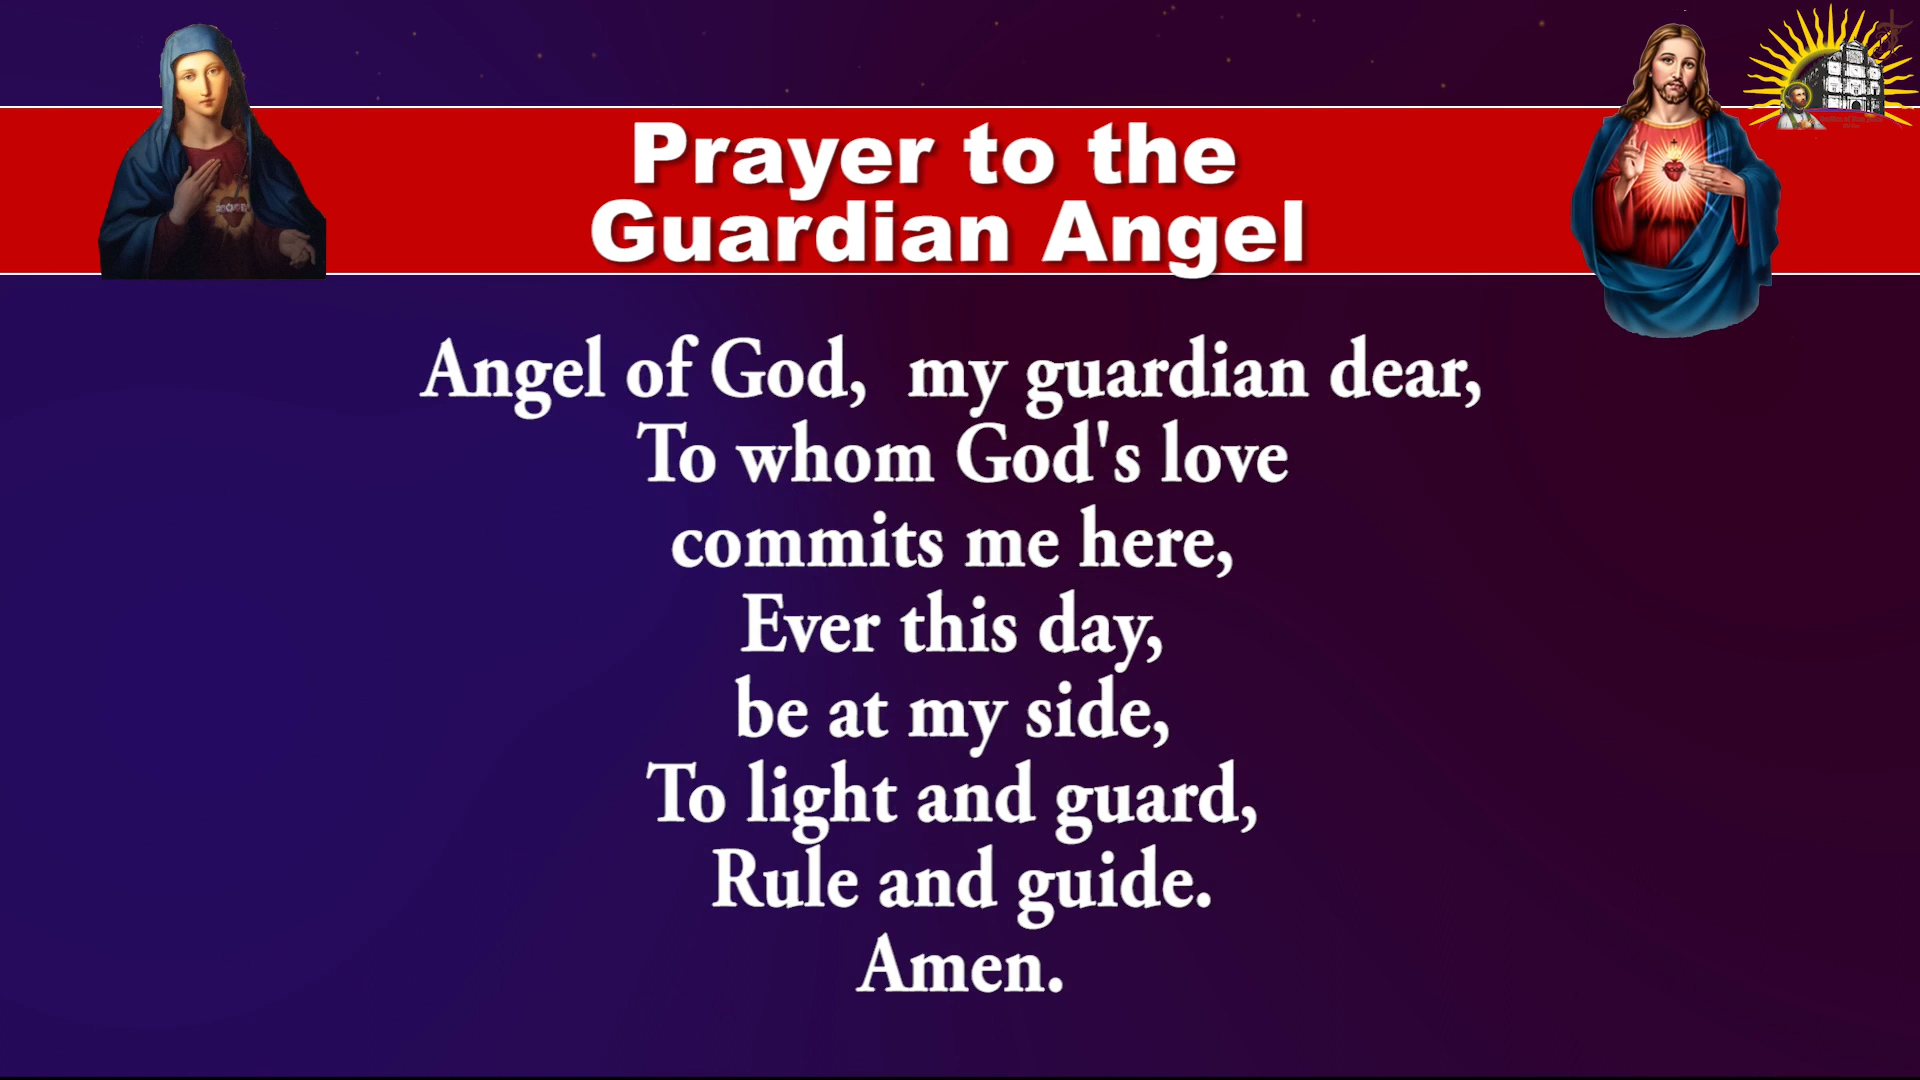 Prayer to the
Guardian Angel
Angel of God,  my guardian dear,
To whom God's love
commits me here,
Ever this day,
be at my side,
To light and guard,
Rule and guide.
Amen.